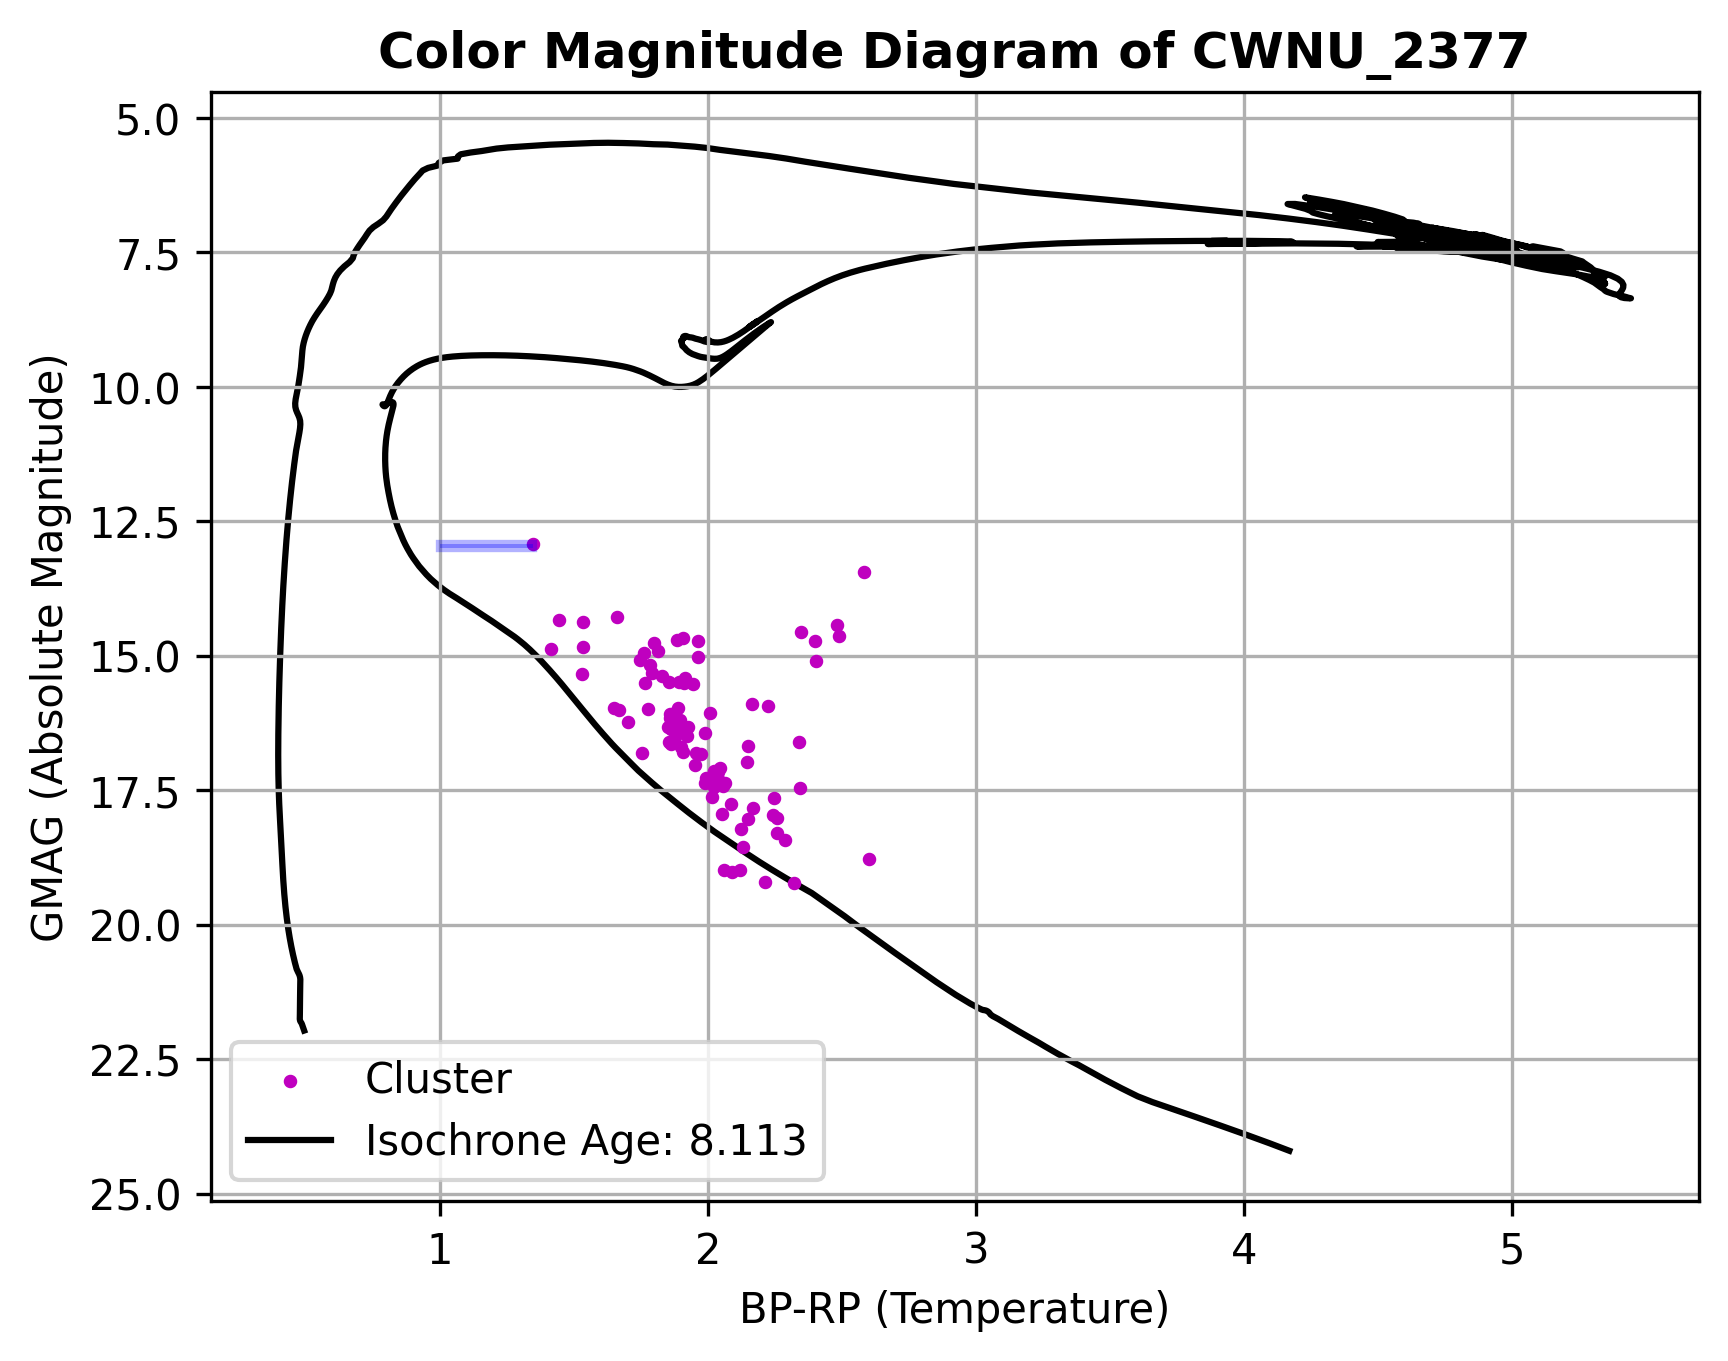 Color Magnitude Diagram of CWNU_2377
GMAG (Absolute Magnitude)
5.0
7.5
10.0
12.5
15.0
17.5
20.0
22.5
25.0
Cluster
Isochrone Age: 8.113
1 2 3 4 5
BP-RP (Temperature)